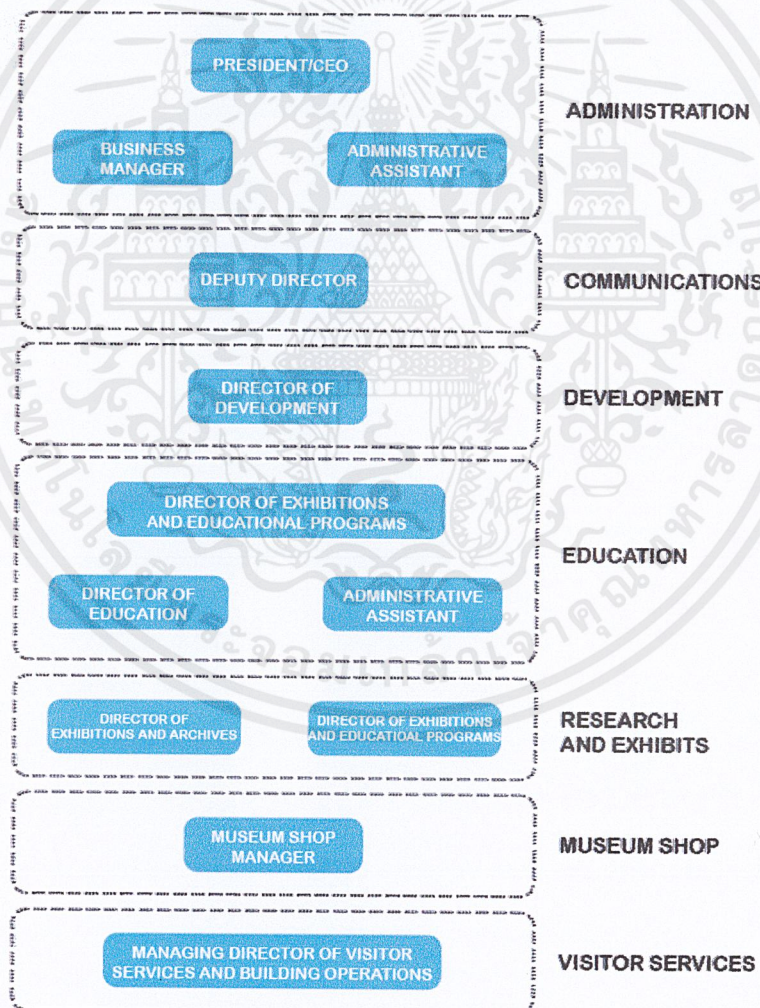 PRESIDENT/CEO
BUSINESS
MANAGER
ADMINISTRATIVE
ASSISTANT
ADMINISTRATION
DEPUTY DIRECTOR
COMMUNICATIONS
DIRECTOR OF
DEVELOPMENT
DEVELOPMENT
DIRECTOR OF EXHIBITIONS
AND EDUCATIONAL PROGRAMS
DIRECTOR OF
EDUCATION
ADMINISTRATIVE
ASSISTANT
EDUCATION
DIRECTOR OF
EXHIBITIONS AND ARCHIVES
DIRECTOR OF EXHIBITIONS
AND EDUCATIOAL PROGRAMS
RESEARCH
AND EXHIBITS
MUSEUM SHOP
MANAGER
MUSEUM SHOP
MANAGING DIRECTOR OF VISITOR
SERVICES AND BUILDING OPERATIONS
VISITOR SERVICES